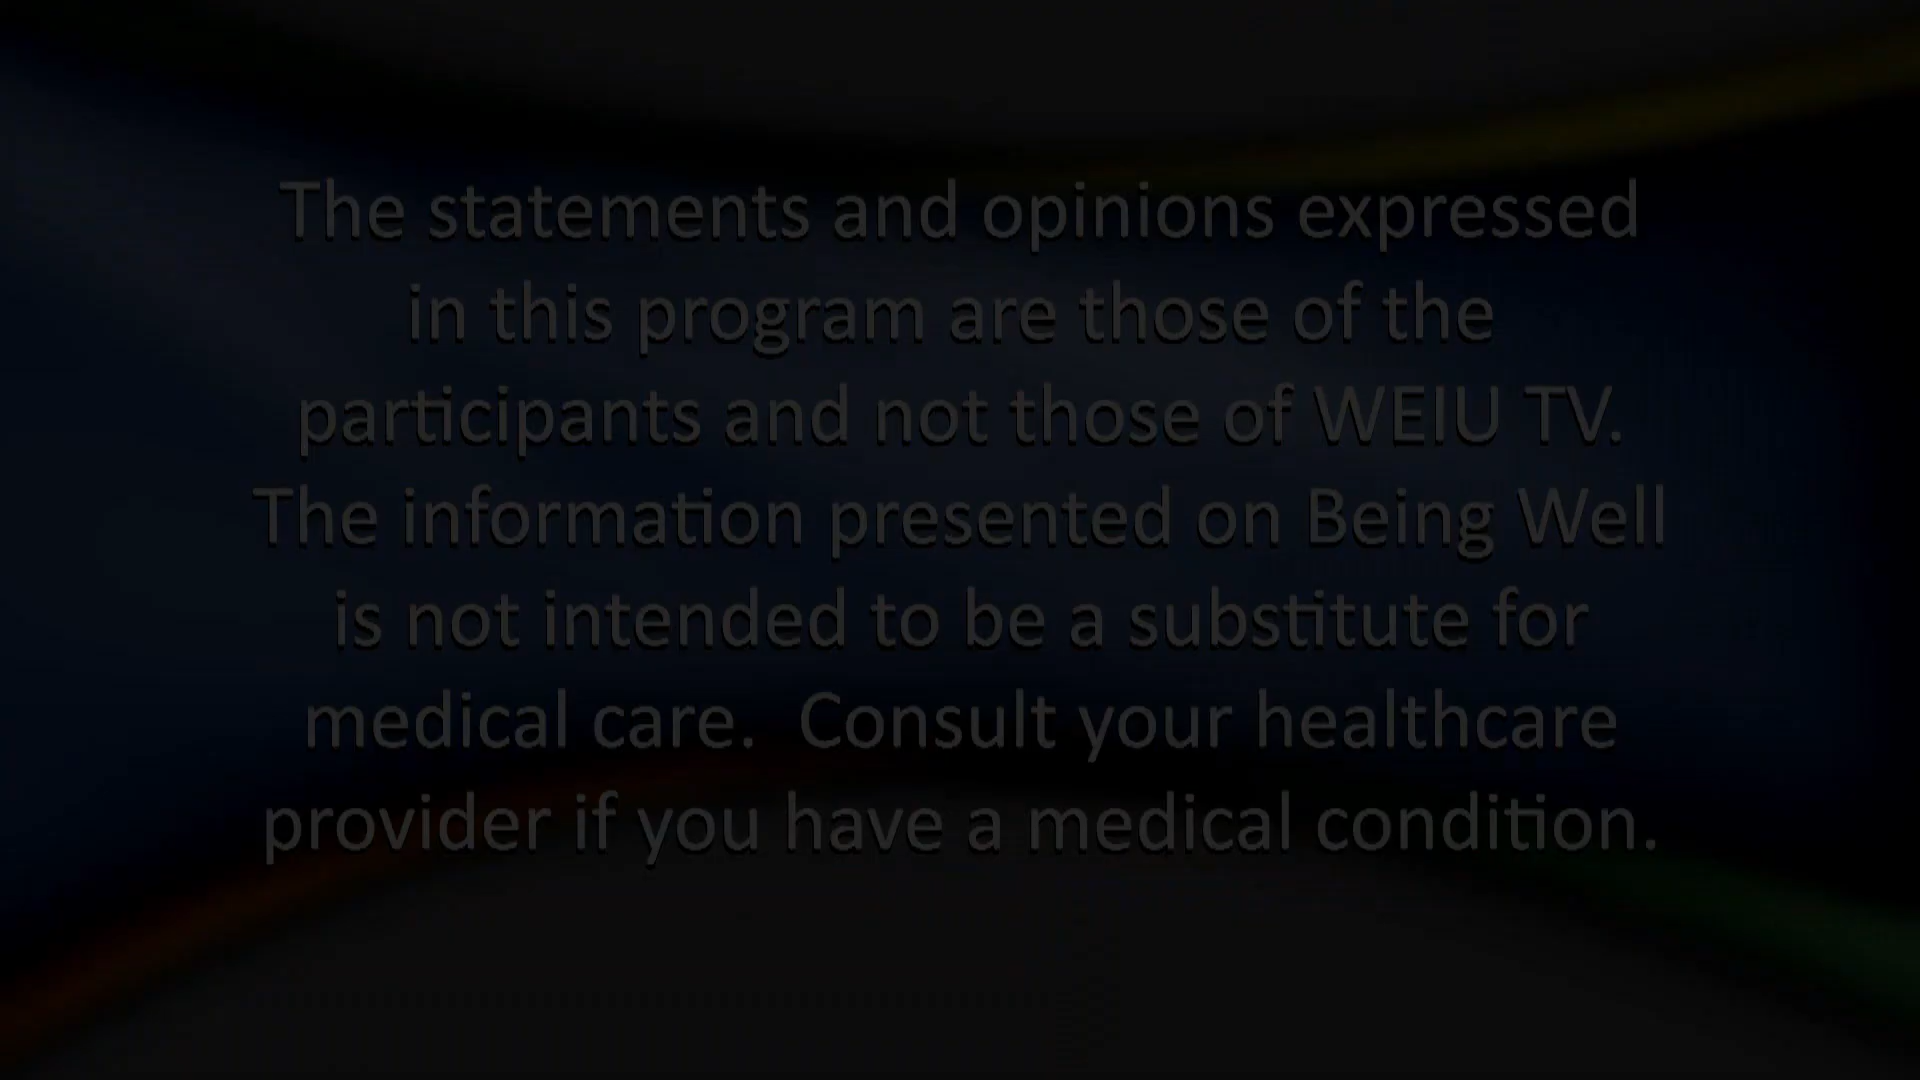 The statements and opinions expressed
in this program are those of the
participants and not those of WEIU TV.
The information presented on Being Well
is not intended to be a substitute for
medical care.  Consult your healthcare
provider if you have a medical condition.